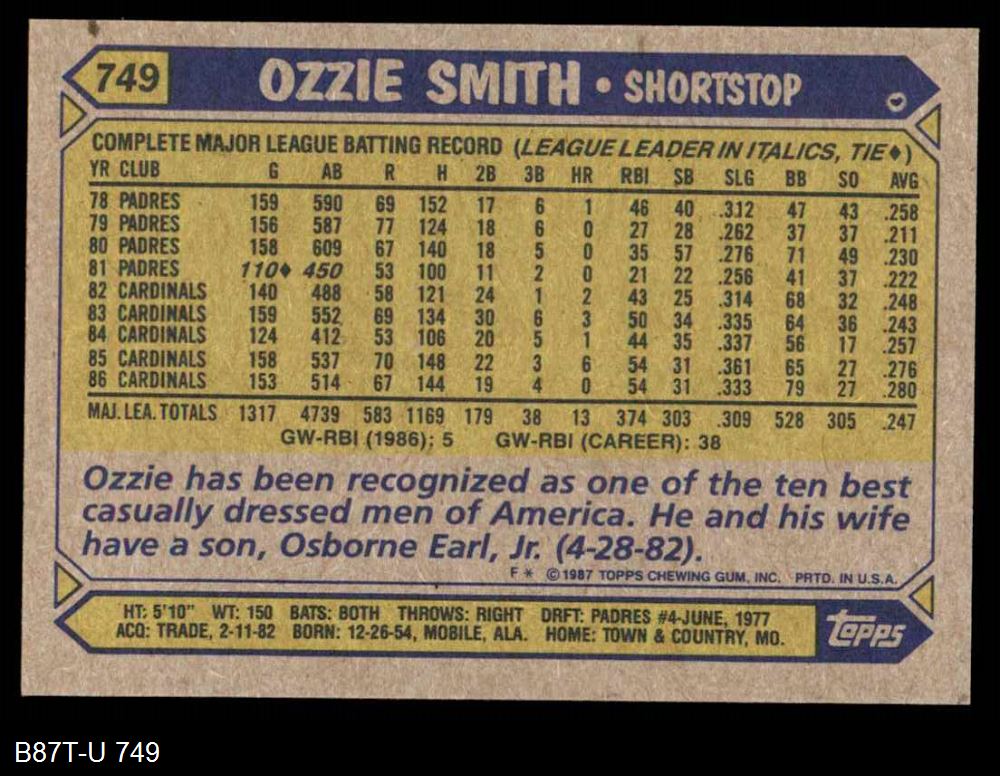 749 OZZIE SMITH • SHORTSTOP
COMPLETE MAJOR LEAGUE BATTING RECORD (LEAGUE LEADER IN ITALICS, TIE♦)
YR CLUB G AB R H 2B 3B HR RBI SB SLG BB SO AVG
78 PADRES 159 590 69 152 17 6 1 46 40 .312 47 43 .258
79 PADRES 156 587 77 124 18 6 0 27 28 .262 37 37 .211
80 PADRES 158 609 67 140 18 5 0 35 57 .276 71 49 .230
81 PADRES 110♦ 450 53 100 11 2 0 21 22 .256 41 37 .222
82 CARDINALS 140 488 58 121 24 1 2 43 25 .314 68 32 .248
83 CARDINALS 159 552 69 134 30 6 3 50 34 .335 64 36 .243
84 CARDINALS 124 412 53 106 20 5 1 44 35 .337 56 17 .257
85 CARDINALS 158 537 70 148 22 3 6 54 31 .361 65 27 .276
86 CARDINALS 153 514 67 144 19 4 0 54 31 .333 79 27 .280
MAJ. LEA. TOTALS 1317 4739 583 1169 179 38 13 374 303 .309 528 305 .247
GW-RBI (1986): 5 GW-RBI (CAREER): 38
Ozzie has been recognized as one of the ten best
casually dressed men of America. He and his wife
have a son, Osborne Earl, Jr. (4-28-82).
F * © 1987 TOPPS CHEWING GUM, INC. PRTD. IN U.S.A.
HT: 5'10" WT: 150 BATS: BOTH THROWS: RIGHT DRFT: PADRES #4-JUNE, 1977
ACQ: TRADE, 2-11-82 BORN: 12-26-54, MOBILE, ALA. HOME: TOWN & COUNTRY, MO.
topps
B87T-U 749